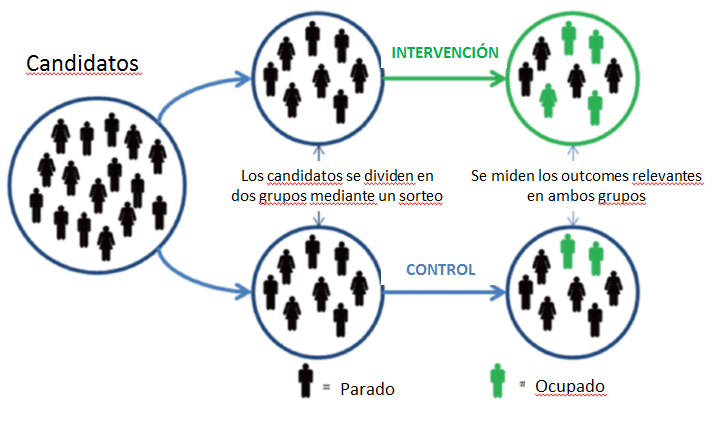 Candidatos
INTERVENCIÓN
Los candidatos se dividen en
dos grupos mediante un sorteo
Se miden los outcomes relevantes
en ambos grupos
CONTROL
= Parado
= Ocupado